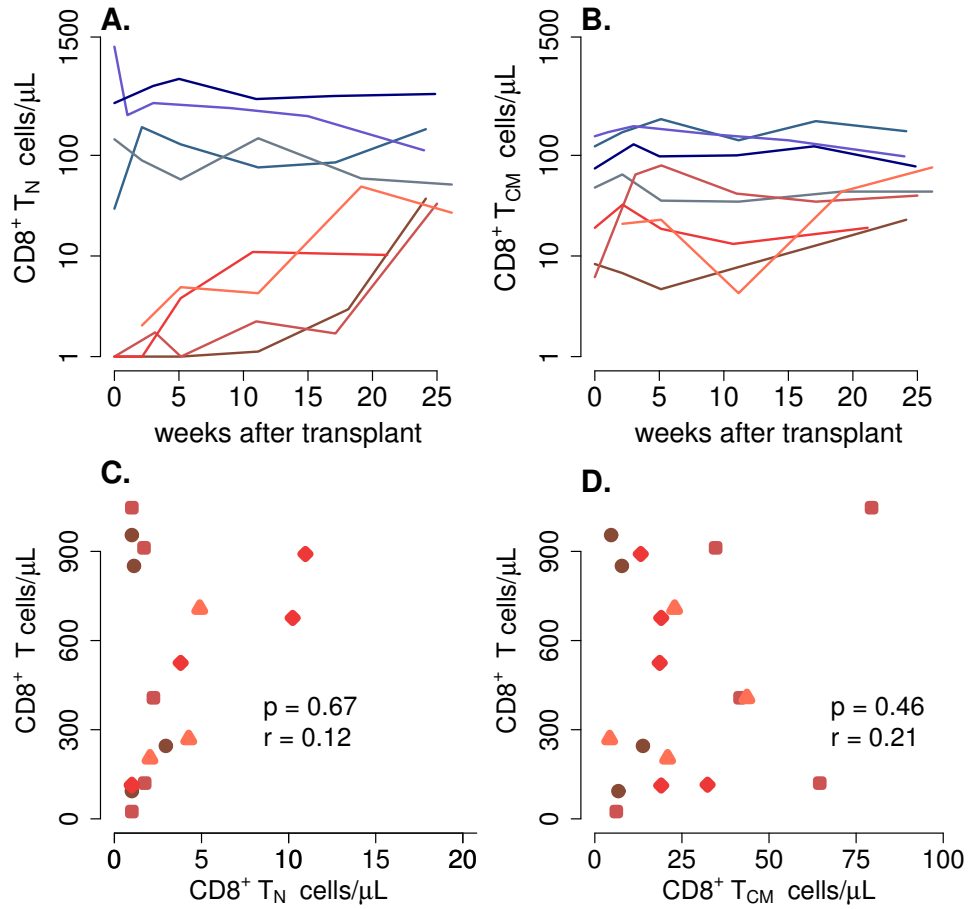 A.
CD8⁺ T_N cells/μL
1500
100
10
1
0 5 10 15 20 25
weeks after transplant
B.
CD8⁺ T_CM cells/μL
1500
100
10
1
0 5 10 15 20 25
weeks after transplant
C.
CD8⁺ T cells/μL
900
600
300
0
p = 0.67
r = 0.12
0 5 10 15 20
CD8⁺ T_N cells/μL
D.
CD8⁺ T cells/μL
900
600
300
0
p = 0.46
r = 0.21
0 25 50 75 100
CD8⁺ T_CM cells/μL